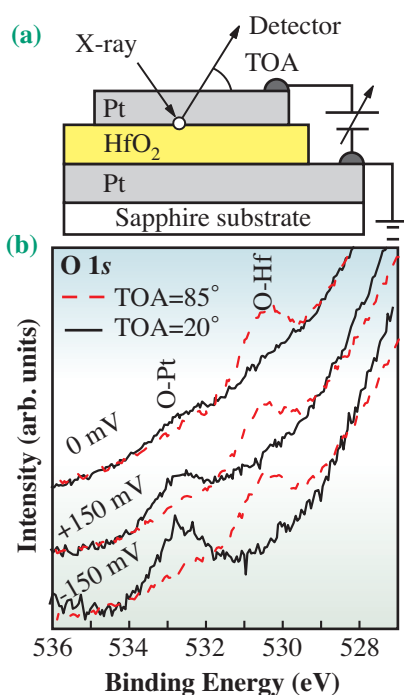 (a)
Detector
X-ray
TOA
Pt
HfO₂
Pt
Sapphire substrate
(b)
O 1s
TOA=85°
TOA=20°
O-Hf
O-Pt
0 mV
+150 mV
-150 mV
Intensity (arb. units)
536 534 532 530 528
Binding Energy (eV)